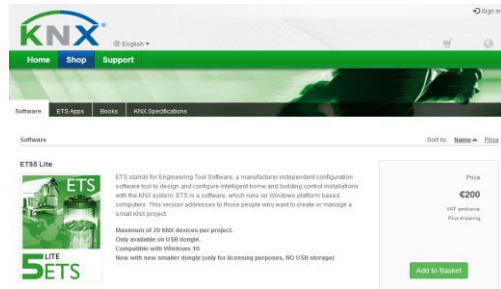 Sign in
KNX
English
Home Shop Support
Software ETS Apps Books KNX Specifications
Software Sort by: Name Price
ETS5 Lite
ETS
LITE
5ETS
ETS stands for Engineering Tool Software: a manufacturer independent configuration
software tool to design and configure intelligent home and building control installations
with the KNX system. ETS is a software, which runs on Windows platform based
computers. This version addresses to those people who want to create or manage a
small KNX project.
Maximum of 20 KNX devices per project.
Only available on USB dongle.
Compatible with Windows 10
Now with new smaller dongle (only for licensing purposes, NO USB storage)
Price
€200
VAT exclusive
Plus shipping
Add to Basket